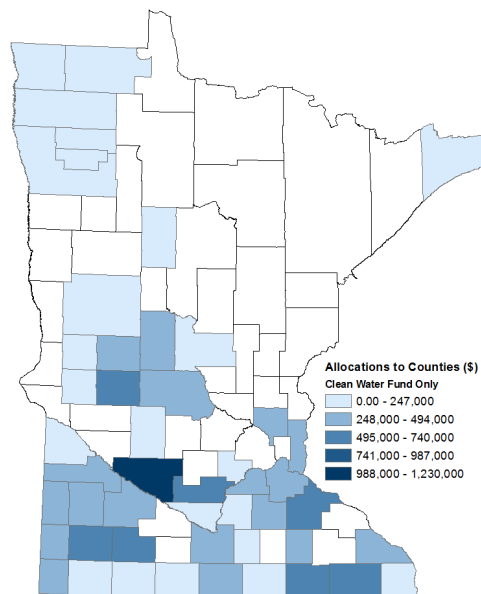 Allocations to Counties ($)
Clean Water Fund Only
0.00 - 247,000
248,000 - 494,000
495,000 - 740,000
741,000 - 987,000
988,000 - 1,230,000